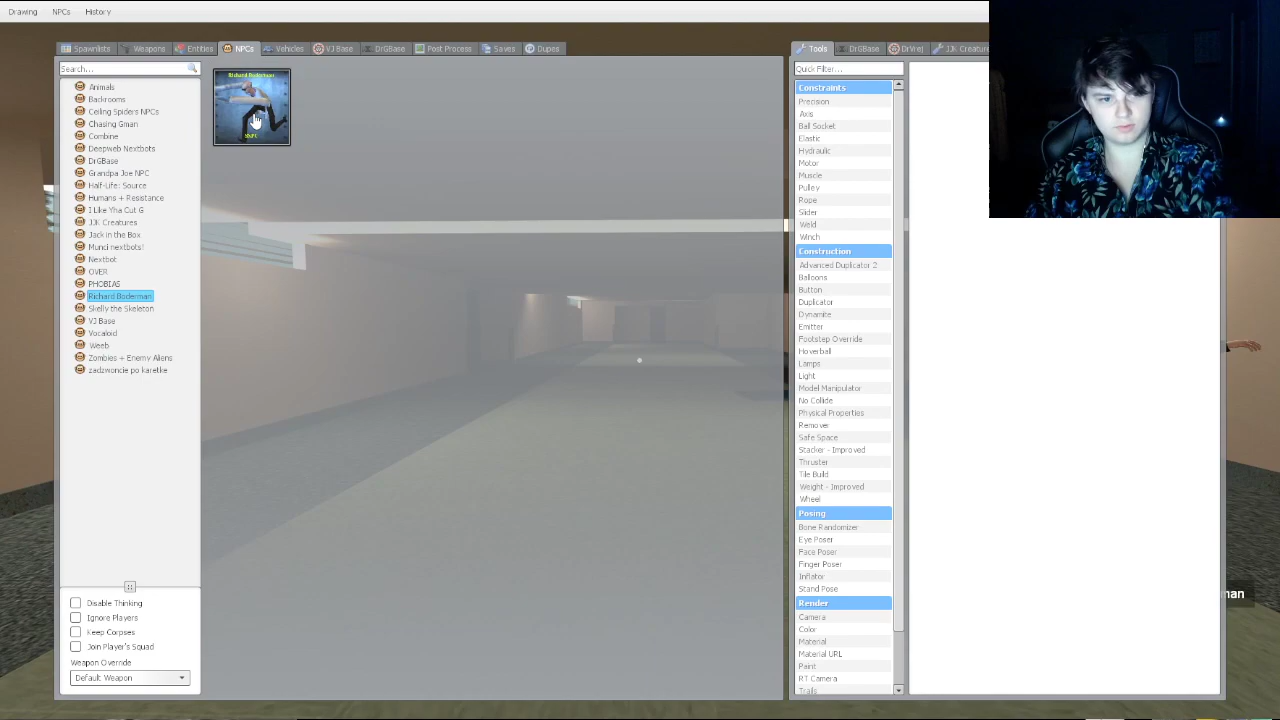 Drawing NPCs History
Spawnlists Weapons Entities NPCs Vehicles VJ Base DrGBase Post Process Saves Dupes
Tools DrGBase DrVrej JJK Creature
Search...
Quick Filter...
Richard Boderman
Animals
Backrooms
Ceiling Spiders NPCs
Chasing Gman
Combine
Deepweb Nextbots
DrGBase
Grandpa Joe NPC
Half-Life: Source
Humans + Resistance
I Like Yha Cut G
JJK Creatures
Jack in the Box
Munci nextbots!
Nextbot
OVER
PHOBIAS
Richard Boderman
Skelly the Skeleton
VJ Base
Vocaloid
Weeb
Zombies + Enemy Aliens
zadzwoncie po karetke
Disable Thinking
Ignore Players
Keep Corpses
Join Player's Squad
Weapon Override
Default Weapon
Constraints
Precision
Axis
Ball Socket
Elastic
Hydraulic
Motor
Muscle
Pulley
Rope
Slider
Weld
Winch
Construction
Advanced Duplicator 2
Balloons
Button
Duplicator
Dynamite
Emitter
Footstep Override
Hoverball
Lamps
Light
Model Manipulator
No Collide
Physical Properties
Remover
Safe Space
Stacker - Improved
Thruster
Tile Build
Weight - Improved
Wheel
Posing
Bone Randomizer
Eye Poser
Face Poser
Finger Poser
Inflator
Stand Pose
Render
Camera
Color
Material
Material URL
Paint
RT Camera
Trails
man